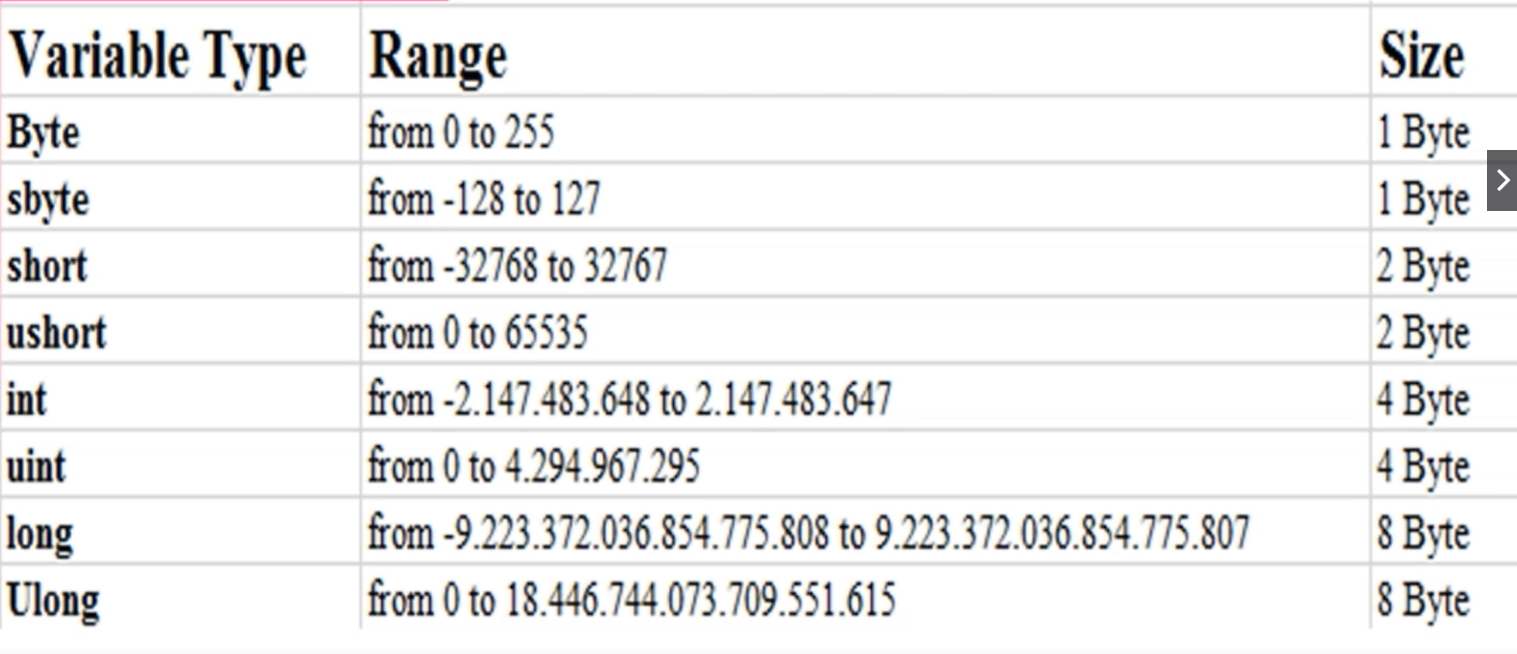 Variable Type Range Size
Byte from 0 to 255 1 Byte
sbyte from -128 to 127 1 Byte
short from -32768 to 32767 2 Byte
ushort from 0 to 65535 2 Byte
int from -2.147.483.648 to 2.147.483.647 4 Byte
uint from 0 to 4.294.967.295 4 Byte
long from -9.223.372.036.854.775.808 to 9.223.372.036.854.775.807 8 Byte
Ulong from 0 to 18.446.744.073.709.551.615 8 Byte